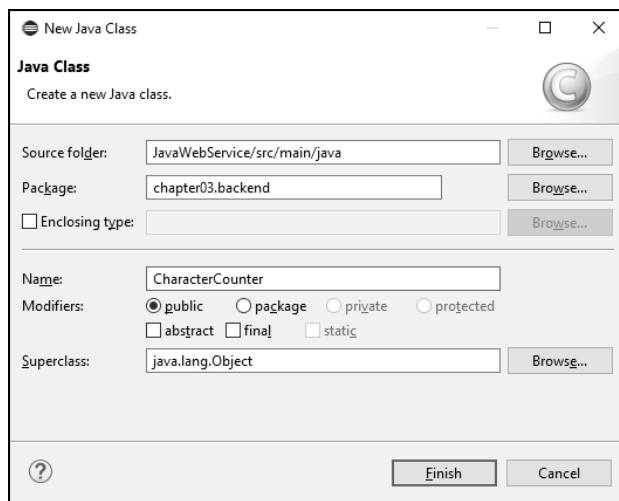 New Java Class
Java Class
Create a new Java class.
C
Source folder: JavaWebService/src/main/java Browse...
Package: chapter03.backend Browse...
Enclosing type: Browse...
Name: CharacterCounter
Modifiers: public package private protected
abstract final static
Superclass: java.lang.Object Browse...
? Finish Cancel